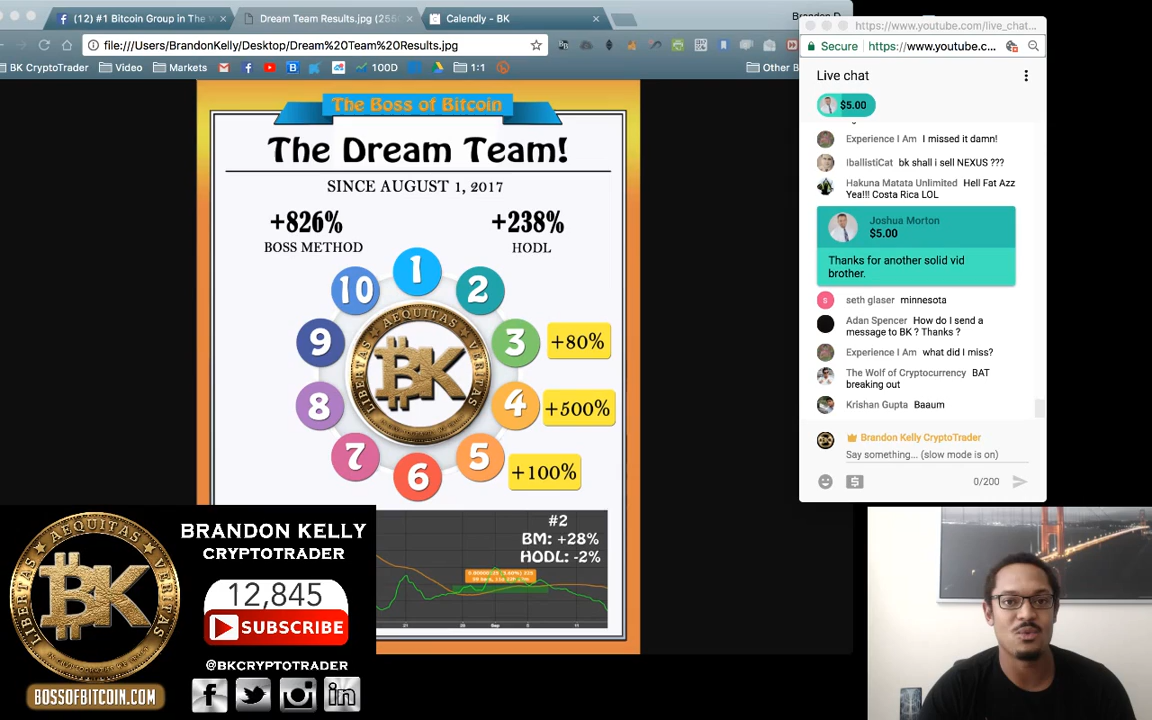 (12) #1 Bitcoin Group in The W
Dream Team Results.jpg (256
Calendly - BK
Brandon D
file:///Users/BrandonKelly/Desktop/Dream%20Team%20Results.jpg
BK CryptoTrader
Video
Markets
100D
1:1
Other B
The Boss of Bitcoin
The Dream Team!
SINCE AUGUST 1, 2017
+826%
BOSS METHOD
+238%
HODL
1
2
3
4
5
6
7
8
9
10
+80%
+500%
+100%
LIBERTAS AEQUITAS VERITAS
BK
#2
BM: +28%
HODL: -2%
https://www.youtube.com/live_chat...
Secure
https://www.youtube.c...
Live chat
$5.00
Experience I Am I missed it damn!
IballistiCat bk shall i sell NEXUS ???
Hakuna Matata Unlimited Hell Fat Azz
Yea!!! Costa Rica LOL
Joshua Morton
$5.00
Thanks for another solid vid
brother.
seth glaser minnesota
Adan Spencer How do I send a
message to BK ? Thanks ?
Experience I Am what did I miss?
The Wolf of Cryptocurrency BAT
breaking out
Krishan Gupta Baaum
Brandon Kelly CryptoTrader
Say something... (slow mode is on)
0/200
LIBERTAS AEQUITAS VERITAS
BK
BOSSOFBITCOIN.COM
BRANDON KELLY
CRYPTOTRADER
12,845
SUBSCRIBE
@BKCRYPTOTRADER